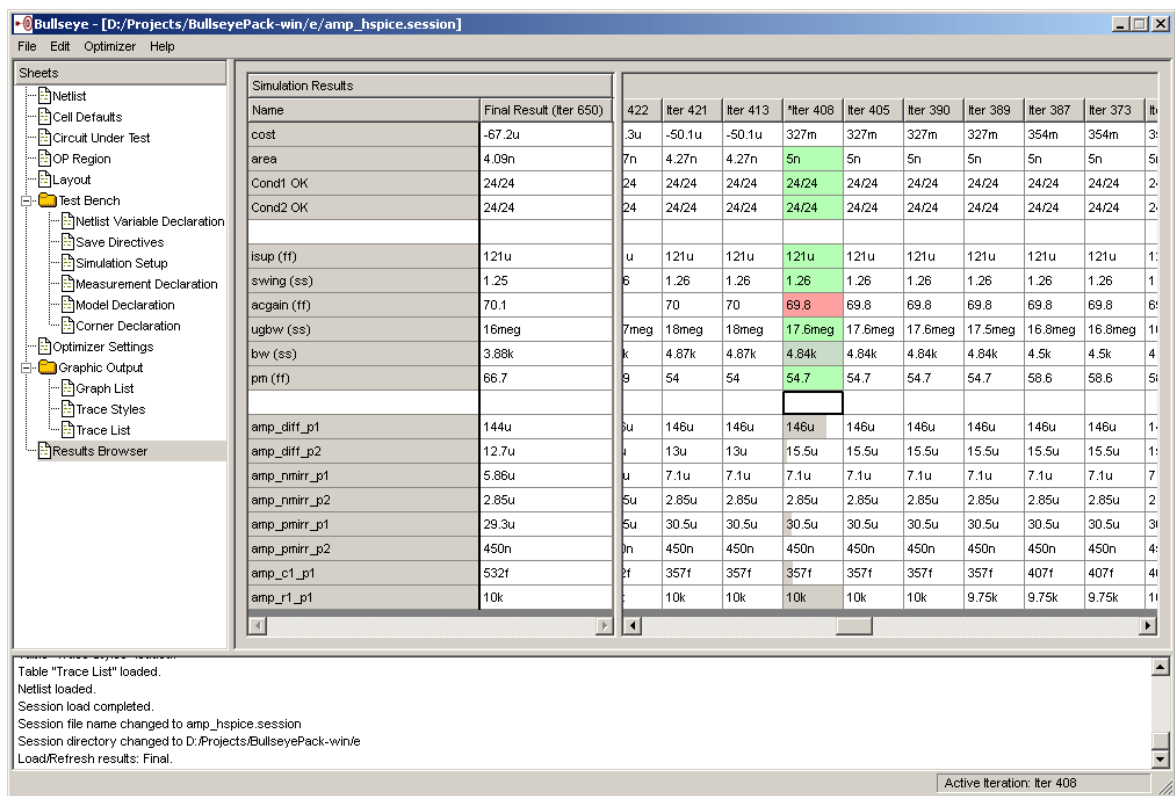 Bullseye - [D:/Projects/BullseyePack-win/e/amp_hspice.session]
File Edit Optimizer Help
Sheets
Netlist
Cell Defaults
Circuit Under Test
OP Region
Layout
Test Bench
Netlist Variable Declaration
Save Directives
Simulation Setup
Measurement Declaration
Model Declaration
Corner Declaration
Optimizer Settings
Graphic Output
Graph List
Trace Styles
Trace List
Results Browser
Simulation Results
Name Final Result (Iter 650) 422 Iter 421 Iter 413 *Iter 408 Iter 405 Iter 390 Iter 389 Iter 387 Iter 373
cost -67.2u .3u -50.1u -50.1u 327m 327m 327m 327m 354m 354m
area 4.09n 7n 4.27n 4.27n 5n 5n 5n 5n 5n 5n
Cond1 OK 24/24 24 24/24 24/24 24/24 24/24 24/24 24/24 24/24 24/24
Cond2 OK 24/24 24 24/24 24/24 24/24 24/24 24/24 24/24 24/24 24/24
isup (ff) 121u u 121u 121u 121u 121u 121u 121u 121u 121u
swing (ss) 1.25 6 1.26 1.26 1.26 1.26 1.26 1.26 1.26 1.26
acgain (ff) 70.1 70 70 69.8 69.8 69.8 69.8 69.8 69.8
ugbw (ss) 16meg 7meg 18meg 18meg 17.6meg 17.6meg 17.6meg 17.5meg 16.8meg 16.8meg
bw (ss) 3.88k k 4.87k 4.87k 4.84k 4.84k 4.84k 4.84k 4.5k 4.5k
pm (ff) 66.7 9 54 54 54.7 54.7 54.7 54.7 58.6 58.6
amp_diff_p1 144u 146u 146u 146u 146u 146u 146u 146u 146u
amp_diff_p2 12.7u 13u 13u 15.5u 15.5u 15.5u 15.5u 15.5u 15.5u
amp_nmirr_p1 5.86u u 7.1u 7.1u 7.1u 7.1u 7.1u 7.1u 7.1u 7.1u
amp_nmirr_p2 2.85u 5u 2.85u 2.85u 2.85u 2.85u 2.85u 2.85u 2.85u 2.85u
amp_pmirr_p1 29.3u 5u 30.5u 30.5u 30.5u 30.5u 30.5u 30.5u 30.5u 30.5u
amp_pmirr_p2 450n 450n 450n 450n 450n 450n 450n 450n 450n
amp_c1_p1 532f 357f 357f 357f 357f 357f 357f 407f 407f
amp_r1_p1 10k 10k 10k 10k 10k 10k 9.75k 9.75k 9.75k
Table "Trace List" loaded.
Netlist loaded.
Session load completed.
Session file name changed to amp_hspice.session
Session directory changed to D:/Projects/BullseyePack-win/e
Load/Refresh results: Final.
Active Iteration: Iter 408